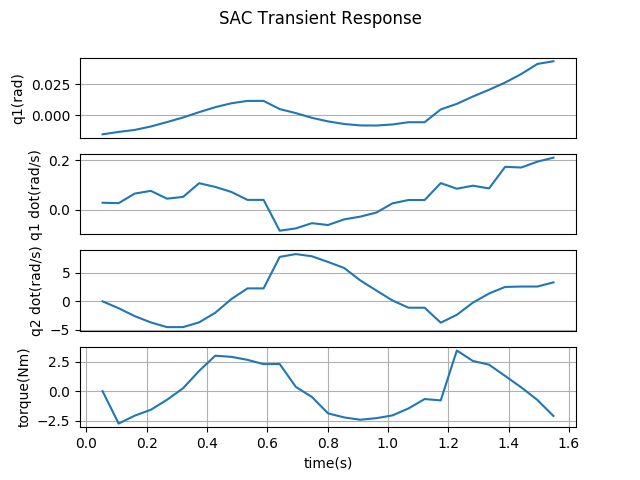 SAC Transient Response
q1(rad)
0.025
0.000
q1 dot(rad/s)
0.2
0.0
q2 dot(rad/s)
5
0
−5
torque(Nm)
2.5
0.0
−2.5
0.0 0.2 0.4 0.6 0.8 1.0 1.2 1.4 1.6
time(s)